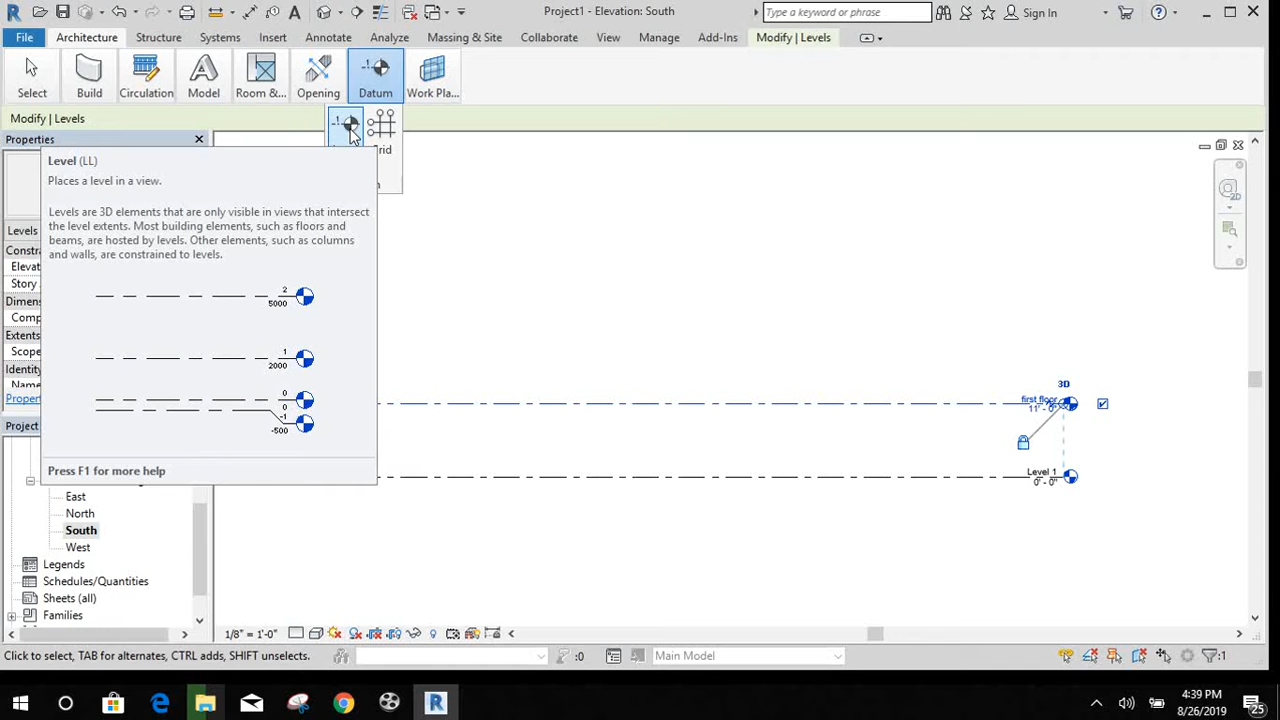 Project1 - Elevation: South
Type a keyword or phrase
Sign In
File
Architecture
Structure
Systems
Insert
Annotate
Analyze
Massing & Site
Collaborate
View
Manage
Add-Ins
Modify | Levels
Select
Build
Circulation
Model
Room &...
Opening
Datum
Work Pla...
Modify | Levels
Properties
Level (LL)
Places a level in a view.
Levels are 3D elements that are only visible in views that intersect
the level extents. Most building elements, such as floors and
beams, are hosted by levels. Other elements, such as columns
and walls, are constrained to levels.
2
5000
1
2000
0
0
-1
-500
Press F1 for more help
Levels
Constra
Elevat
Story
Dimens
Comp
Extents
Scope
Identity
Name
Propert
Project
East
North
South
West
Legends
Schedules/Quantities
Sheets (all)
Families
3D
first floor
11' - 0"
Level 1
0' - 0"
2D
1/8" = 1'-0"
Click to select, TAB for alternates, CTRL adds, SHIFT unselects.
:0
Main Model
:1
4:39 PM
8/26/2019
25